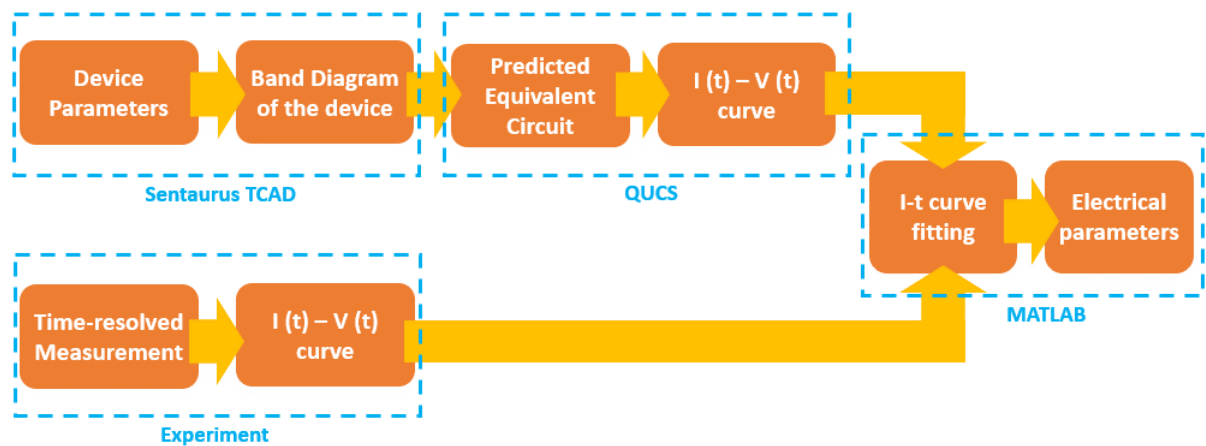 Device
Parameters
Band Diagram
of the device
Predicted
Equivalent
Circuit
I (t) – V (t)
curve
Sentaurus TCAD
QUCS
I-t curve
fitting
Electrical
parameters
MATLAB
Time-resolved
Measurement
I (t) – V (t)
curve
Experiment